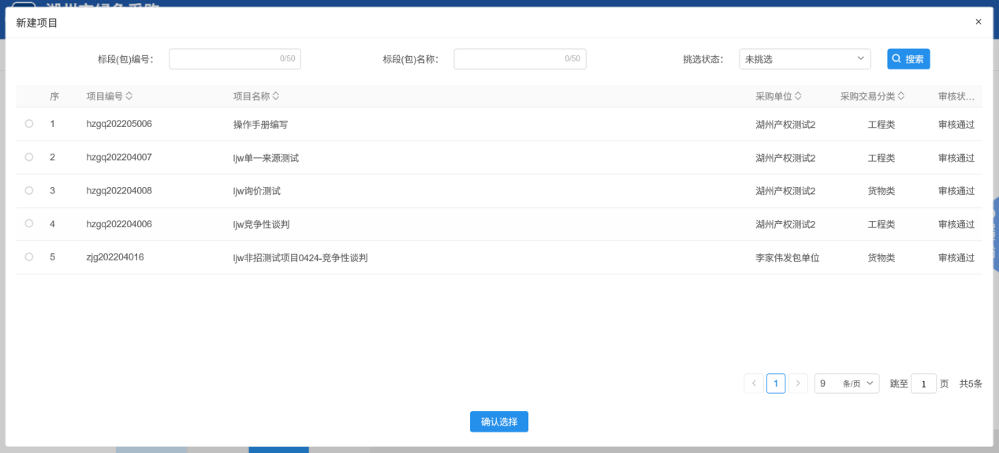 新建项目 ×
标段(包)编号： 0/50 标段(包)名称： 0/50 挑选状态： 未挑选 搜索
序 项目编号 项目名称 采购单位 采购交易分类 审核状...
1 hzgq202205006 操作手册编写 湖州产权测试2 工程类 审核通过
2 hzgq202204007 ljw单一来源测试 湖州产权测试2 工程类 审核通过
3 hzgq202204008 ljw询价测试 湖州产权测试2 货物类 审核通过
4 hzgq202204006 ljw竞争性谈判 湖州产权测试2 工程类 审核通过
5 zjg202204016 ljw非招测试项目0424-竞争性谈判 李家伟发包单位 货物类 审核通过
1 9 条/页 跳至 1 页 共5条
确认选择